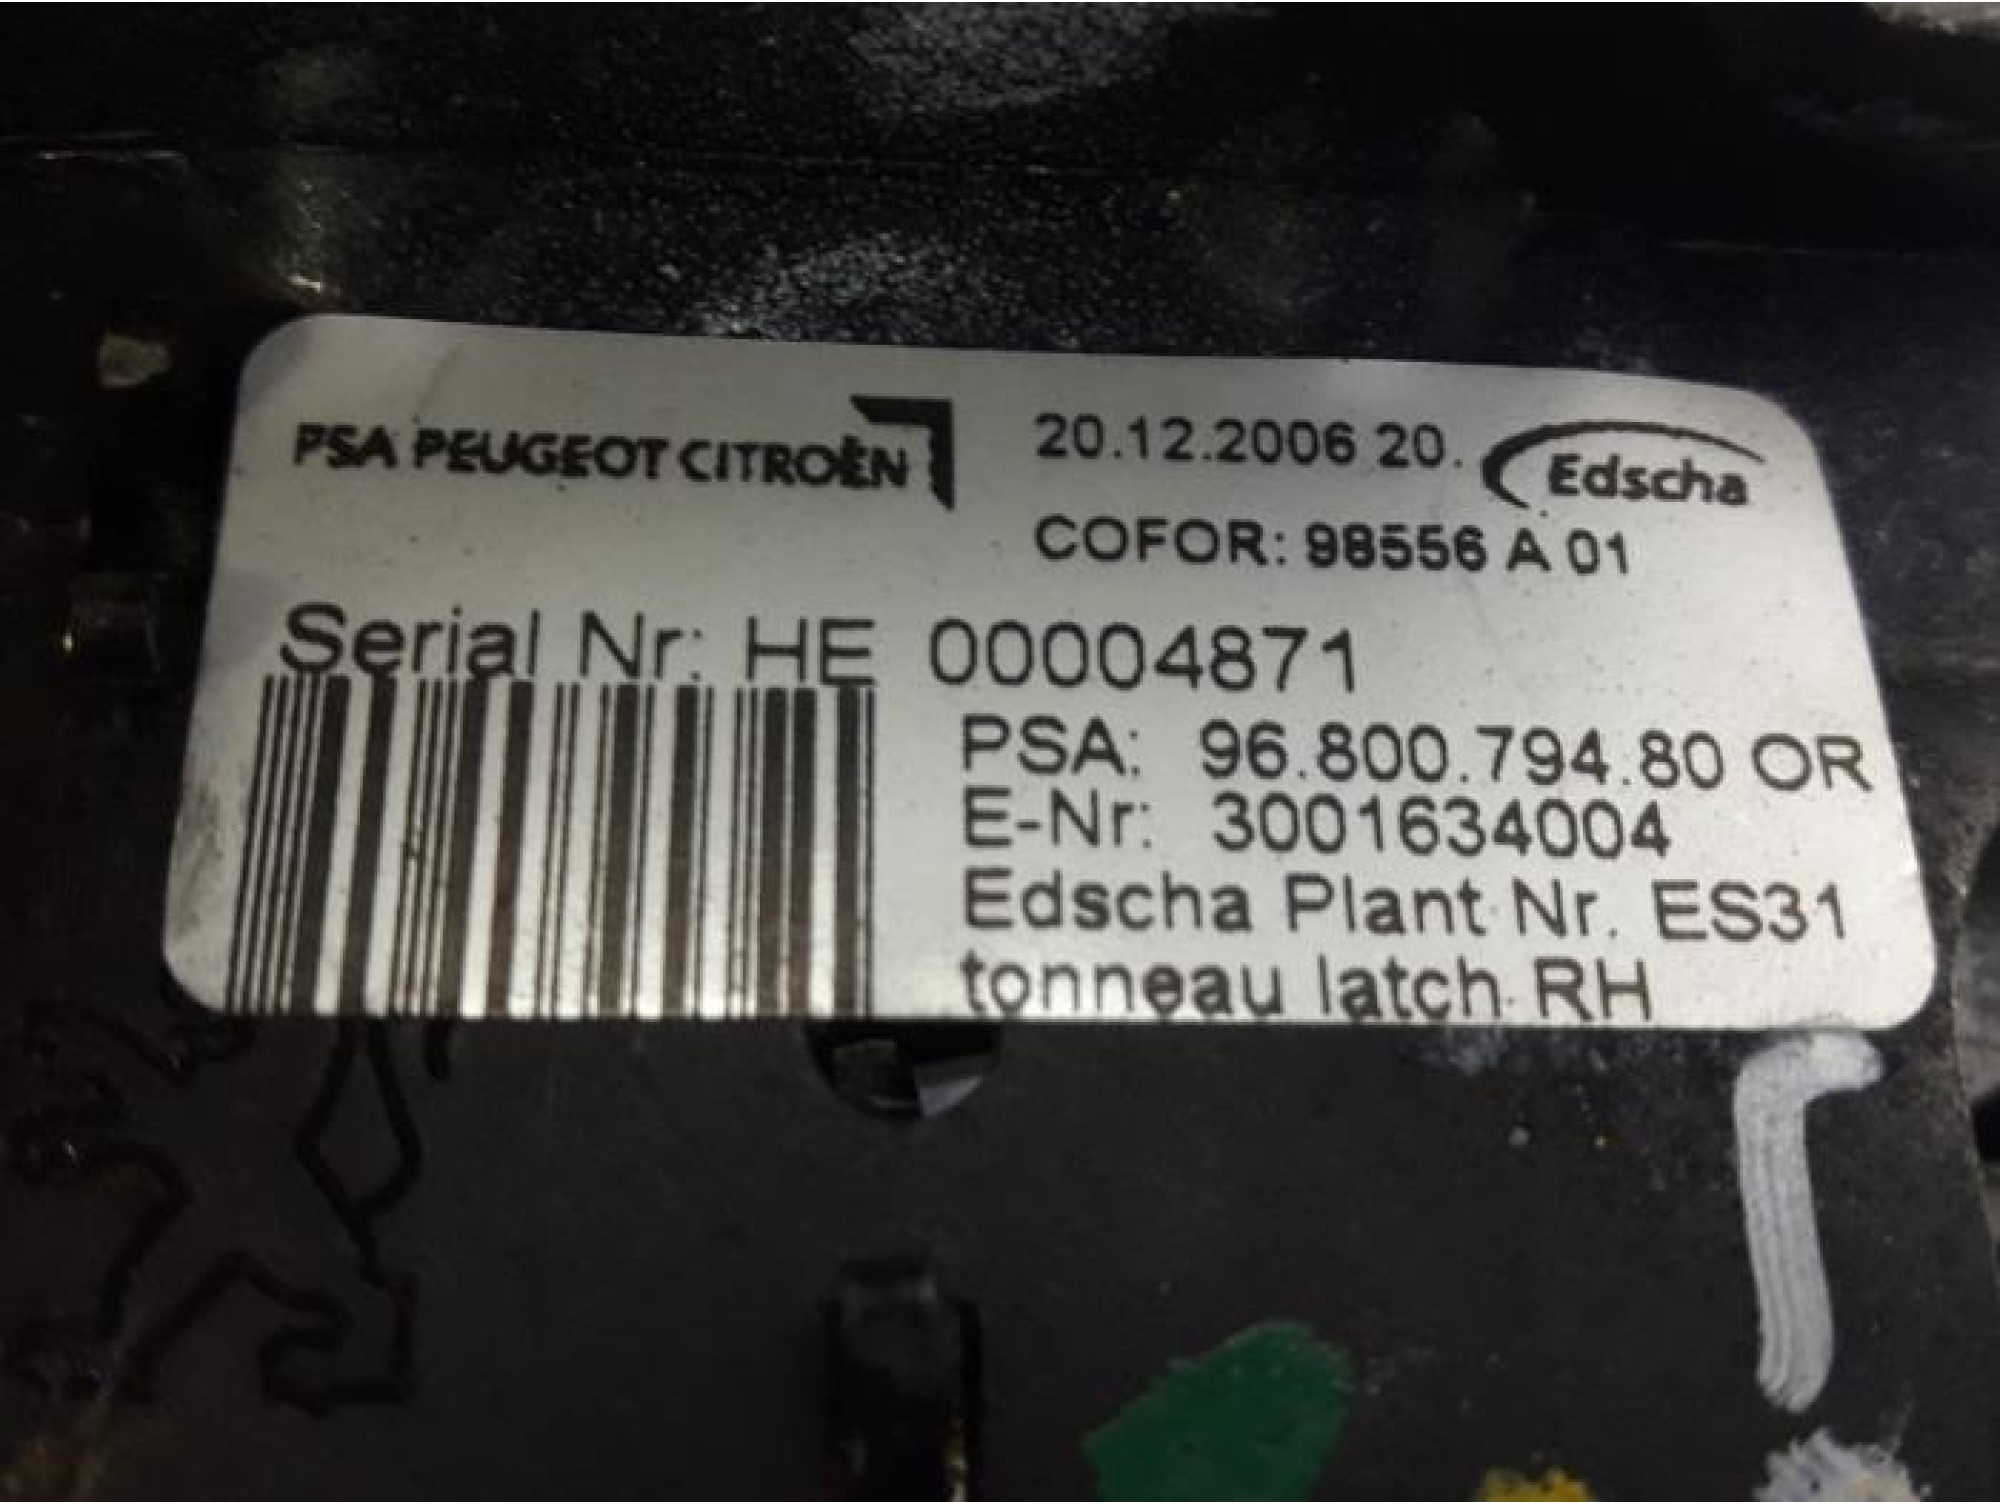 PSA PEUGEOT CITROËN
20.12.2006 20.
Edscha
COFOR: 98556 A 01
Serial Nr: HE 00004871
PSA: 96.800.794.80 OR
E-Nr: 3001634004
Edscha Plant Nr. ES31
tonneau latch RH